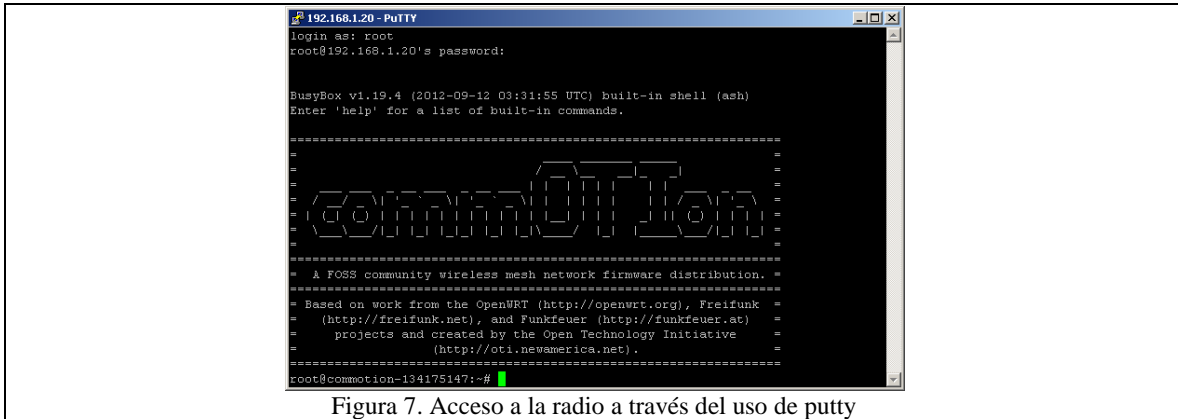 192.168.1.20 - PuTTY
login as: root
root@192.168.1.20's password:
BusyBox v1.19.4 (2012-09-12 03:31:55 UTC) built-in shell (ash)
Enter 'help' for a list of built-in commands.
commOTIon
= A FOSS community wireless mesh network firmware distribution. =
= Based on work from the OpenWRT (http://openwrt.org), Freifunk =
= (http://freifunk.net), and Funkfeuer (http://funkfeuer.at) =
= projects and created by the Open Technology Initiative =
= (http://oti.newamerica.net). =
root@commotion-134175147:~#
Figura 7. Acceso a la radio a través del uso de putty